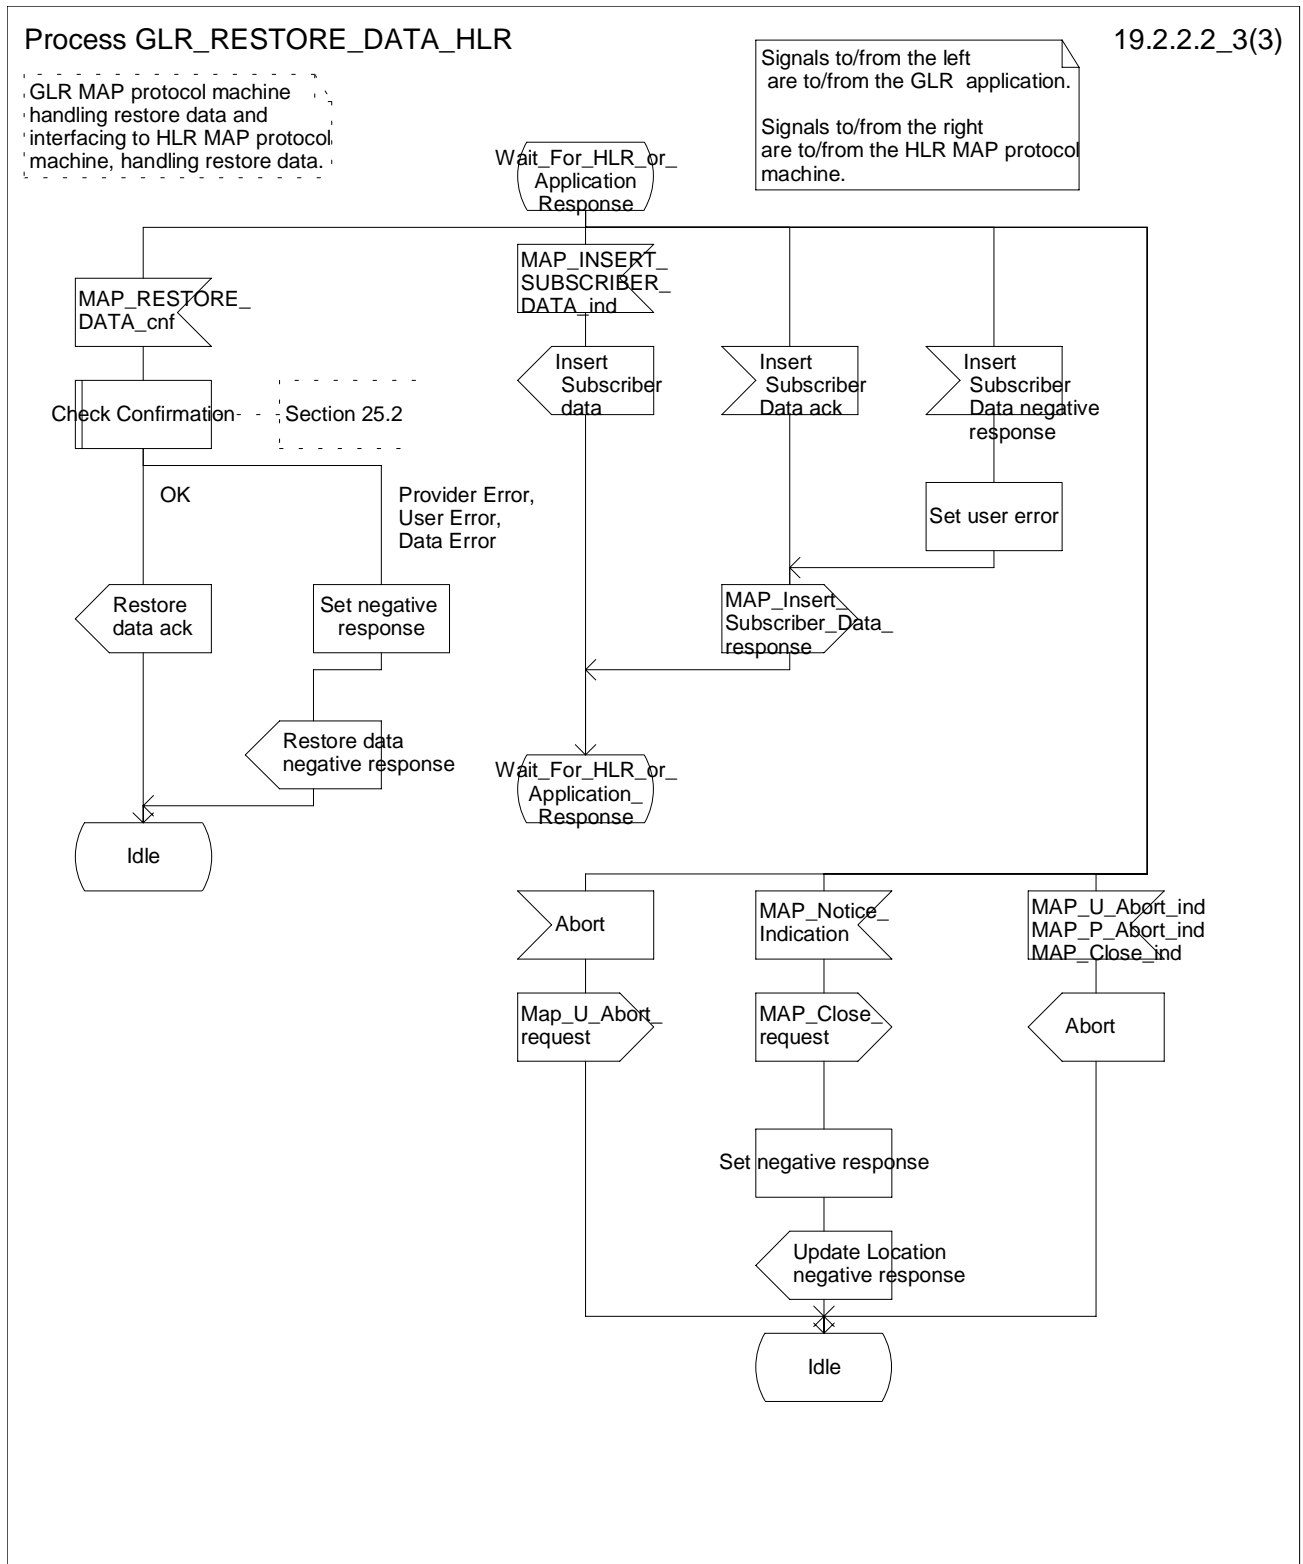 Process GLR_RESTORE_DATA_HLR
19.2.2.2_3(3)
GLR MAP protocol machine
handling restore data and
interfacing to HLR MAP protocol
machine, handling restore data.
Signals to/from the left
are to/from the GLR application.
Signals to/from the right
are to/from the HLR MAP protocol
machine.
Wait_For_HLR_or_
Application
Response
MAP_RESTORE_
DATA_cnf
MAP_INSERT_
SUBSCRIBER_
DATA_ind
Insert
Subscriber
data
Insert
Subscriber
Data ack
Insert
Subscriber
Data negative
response
Check Confirmation
Section 25.2
OK
Provider Error,
User Error,
Data Error
Set user error
Restore
data ack
Set negative
response
MAP_Insert_
Subscriber_Data_
response
Restore data
negative response
Wait_For_HLR_or_
Application_
Response
Idle
Abort
MAP_Notice_
Indication
MAP_U_Abort_ind
MAP_P_Abort_ind
MAP_Close_ind
Map_U_Abort_
request
MAP_Close_
request
Abort
Set negative response
Update Location
negative response
Idle